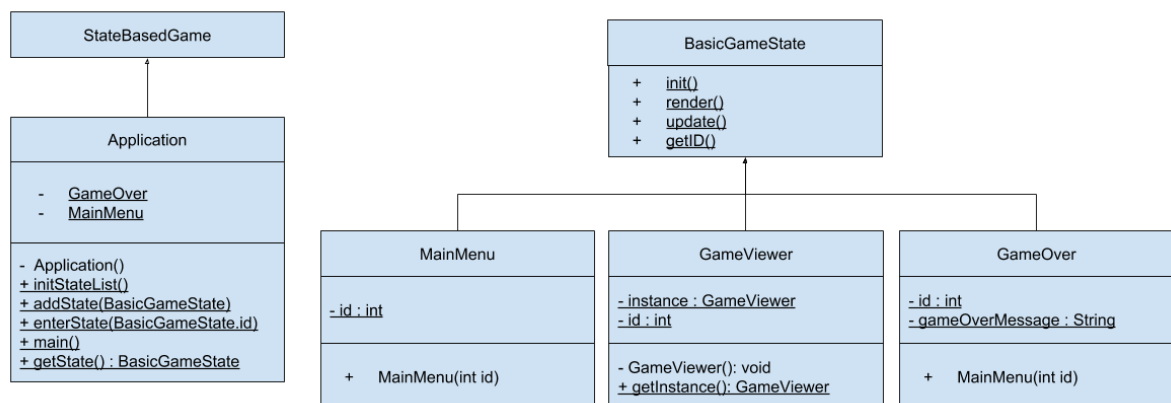 StateBasedGame
Application
- GameOver
- MainMenu
- Application()
+ initStateList()
+ addState(BasicGameState)
+ enterState(BasicGameState.id)
+ main()
+ getState() : BasicGameState
BasicGameState
+ init()
+ render()
+ update()
+ getID()
MainMenu
- id : int
+ MainMenu(int id)
GameViewer
- instance : GameViewer
- id : int
- GameViewer(): void
+ getInstance(): GameViewer
GameOver
- id : int
- gameOverMessage : String
+ MainMenu(int id)